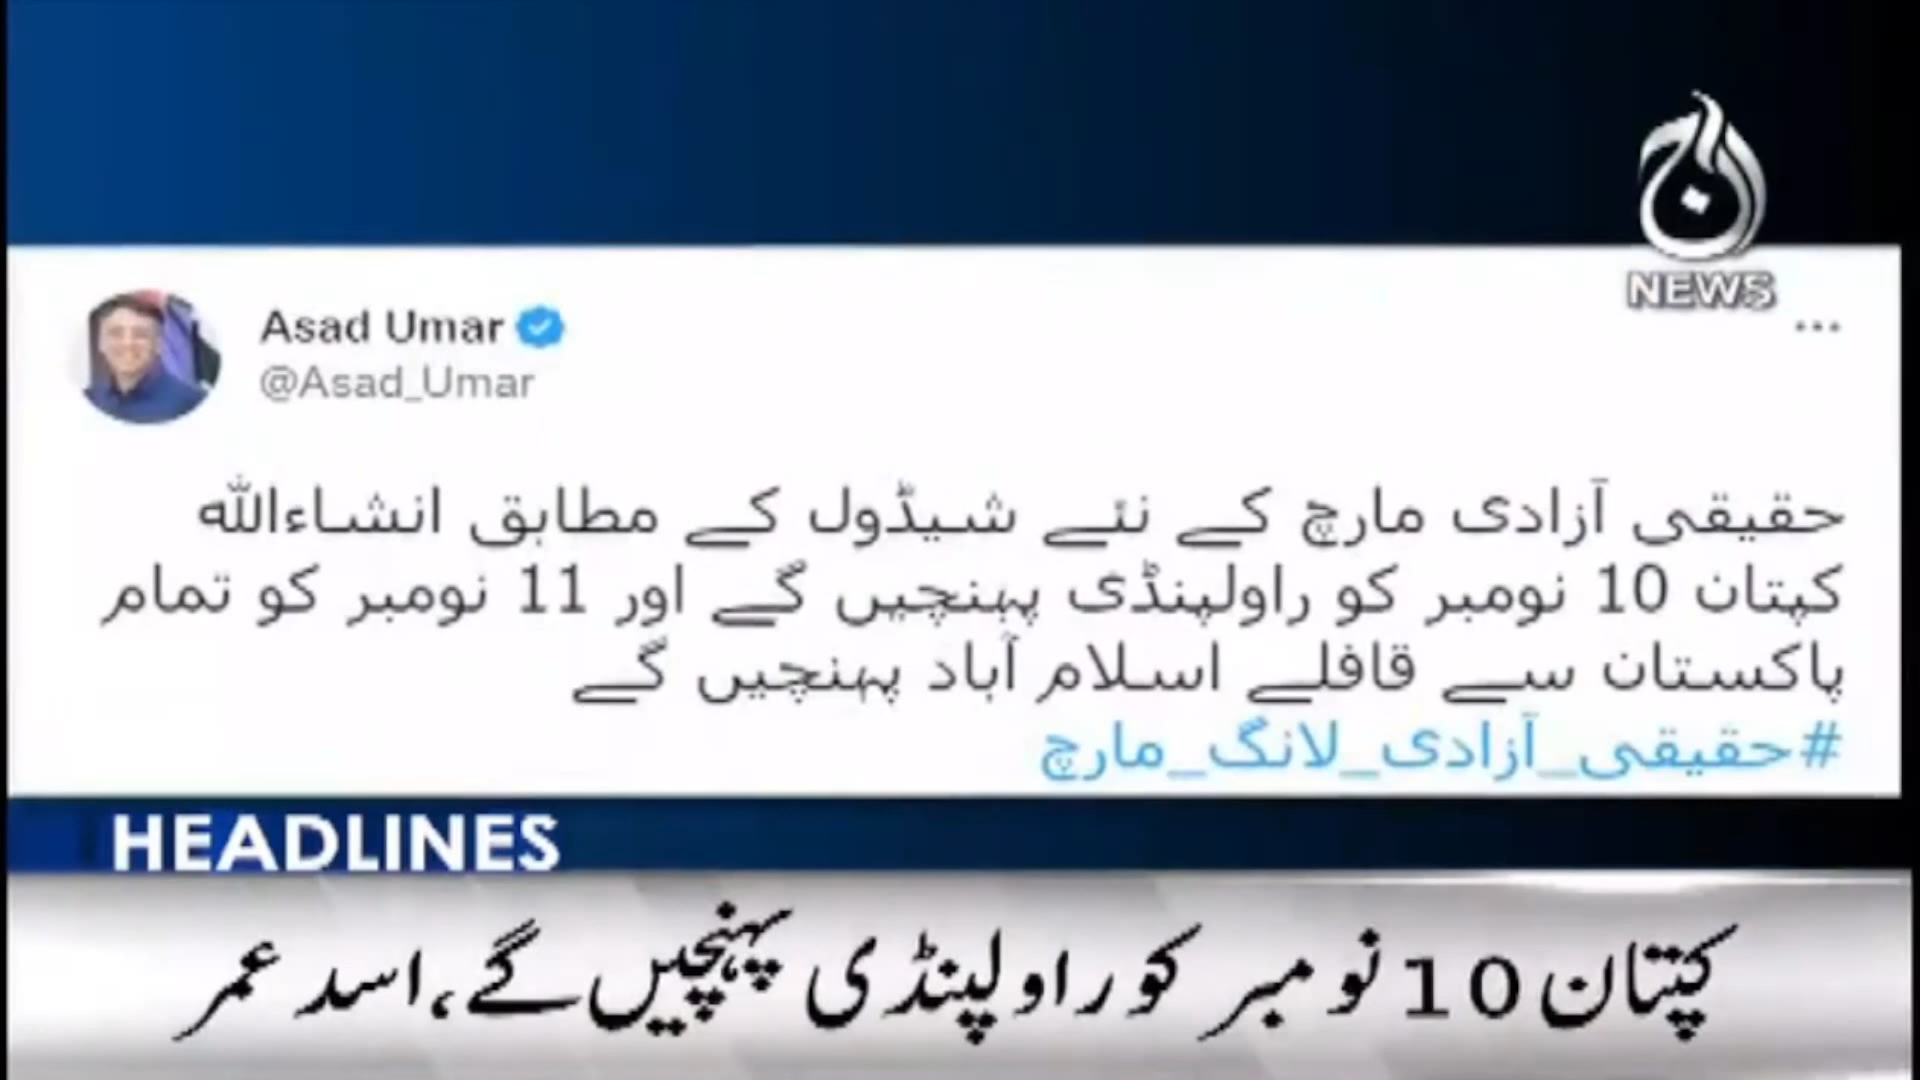 آج
NEWS
Asad Umar
@Asad_Umar
حقیقی آزادی مارچ کے نئے شیڈول کے مطابق انشاءاللہ
کپتان 10 نومبر کو راولپنڈی پہنچیں گے اور 11 نومبر کو تمام
پاکستان سے قافلے اسلام آباد پہنچیں گے
#حقیقی_آزادی_لانگ_مارچ
HEADLINES
کپتان 10 نومبر کو راولپنڈی پہنچیں گے، اسد عمر